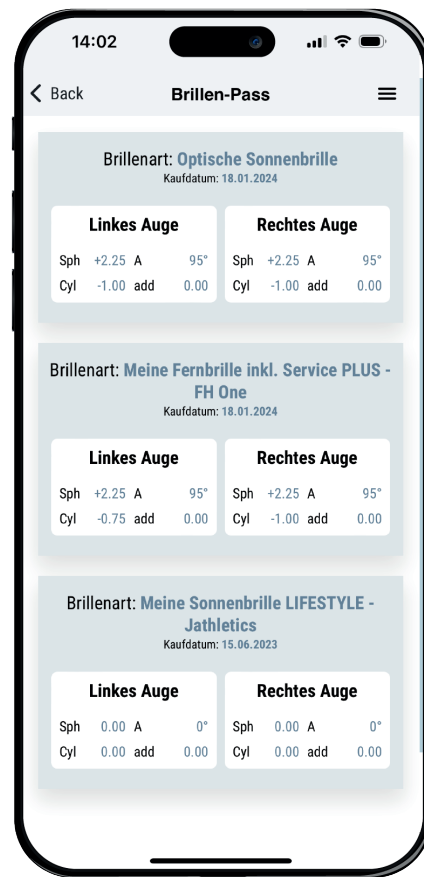 14:02
Back
Brillen-Pass
Brillenart: Optische Sonnenbrille
Kaufdatum: 18.01.2024
Linkes Auge
Sph +2.25 A 95°
Cyl -1.00 add 0.00
Rechtes Auge
Sph +2.25 A 95°
Cyl -1.00 add 0.00
Brillenart: Meine Fernbrille inkl. Service PLUS -
FH One
Kaufdatum: 18.01.2024
Linkes Auge
Sph +2.25 A 95°
Cyl -0.75 add 0.00
Rechtes Auge
Sph +2.25 A 95°
Cyl -1.00 add 0.00
Brillenart: Meine Sonnenbrille LIFESTYLE -
Jathletics
Kaufdatum: 15.06.2023
Linkes Auge
Sph 0.00 A 0°
Cyl 0.00 add 0.00
Rechtes Auge
Sph 0.00 A 0°
Cyl 0.00 add 0.00